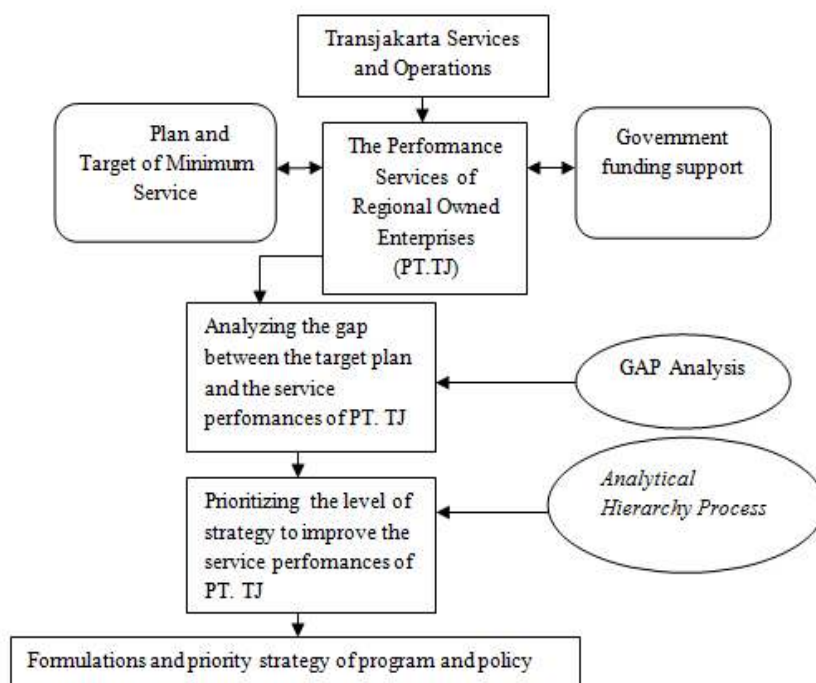 Transjakarta Services
and Operations
Plan and
Target of Minimum
Service
The Performance
Services of
Regional Owned
Enterprises
(PT.TJ)
Government
funding support
Analyzing the gap
between the target plan
and the service
perfomances of PT. TJ
GAP Analysis
Prioritizing the level of
strategy to improve the
service perfomances of
PT. TJ
Analytical
Hierarchy Process
Formulations and priority strategy of program and policy